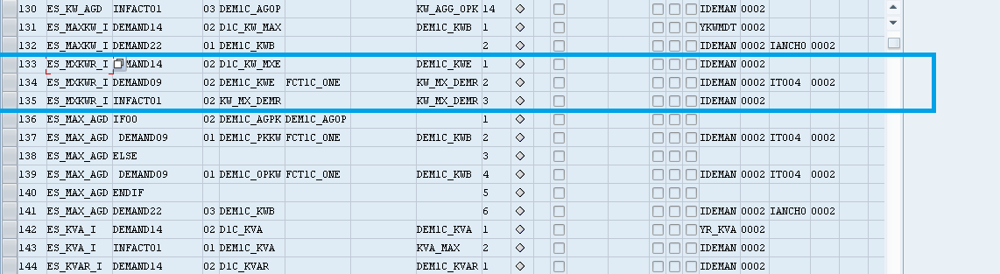 130 ES_KW_AGD INFACT01 03 DEM1C_AGOP KW_AGG_OPK 14 IDEMAN 0002
131 ES_MAXKW_I DEMAND14 02 D1C_KW_MAX DEM1C_KWB 1 YKWMDT 0002
132 ES_MAXKW_I DEMAND22 01 DEM1C_KWB 2 IDEMAN 0002 IANCHO 0002
133 ES_MXKWR_I MAND14 02 D1C_KW_MXE DEM1C_KWE 1 IDEMAN 0002
134 ES_MXKWR_I DEMAND09 02 DEM1C_KWE FCT1C_ONE KW_MX_DEMR 2 IDEMAN 0002 IT004 0002
135 ES_MXKWR_I INFACT01 02 KW_MX_DEMR KW_MX_DEMR 3 IDEMAN 0002
136 ES_MAX_AGD IF00 02 DEM1C_AGPK DEM1C_AGOP 1 IDEMAN 0002
137 ES_MAX_AGD DEMAND09 01 DEM1C_PKKW FCT1C_ONE DEM1C_KWB 2 IDEMAN 0002 IT004 0002
138 ES_MAX_AGD ELSE 3
139 ES_MAX_AGD DEMAND09 01 DEM1C_OPKW FCT1C_ONE DEM1C_KWB 4 IDEMAN 0002 IT004 0002
140 ES_MAX_AGD ENDIF 5
141 ES_MAX_AGD DEMAND22 03 DEM1C_KWB 6 IDEMAN 0002 IANCHO 0002
142 ES_KVA_I DEMAND14 02 D1C_KVA DEM1C_KVA 1 YR_KVA 0002
143 ES_KVA_I INFACT01 01 DEM1C_KVA KVA_MAX 2 IDEMAN 0002
144 ES_KVAR_I DEMAND14 02 D1C_KVAR DEM1C_KVAR 1 IDEMAN 0002